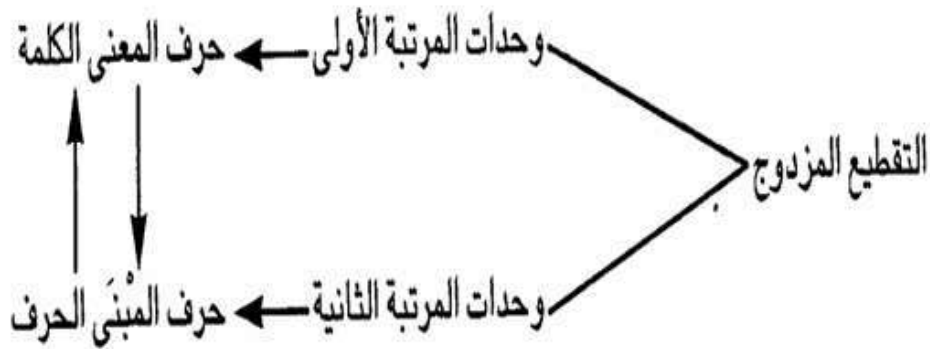 وحدات المرتبة الأولى حرف المعنى الكلمة
التقطيع المزدوج
وحدات المرتبة الثانية حرف المبْنَى الحرف